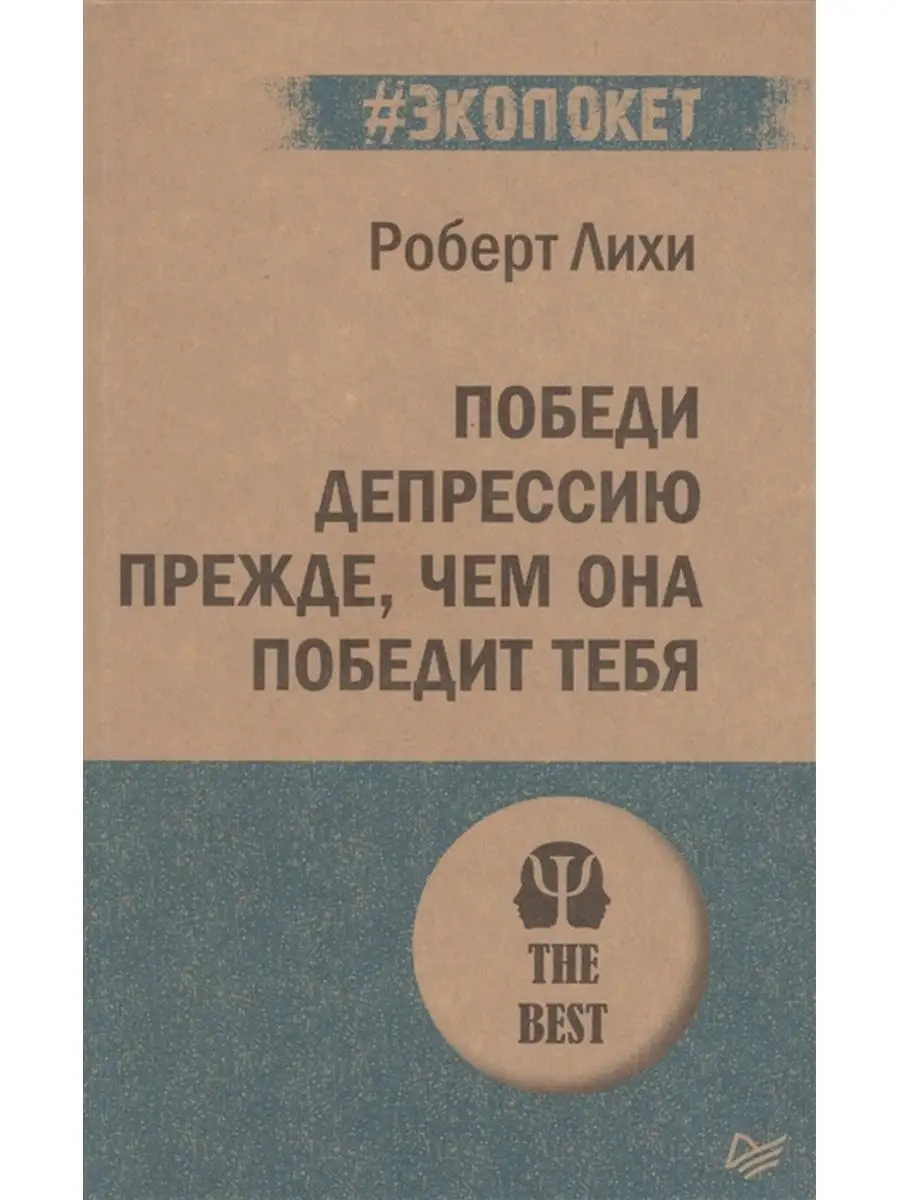 #ЭКОПОКЕТ
Роберт Лихи
ПОБЕДИ
ДЕПРЕССИЮ
ПРЕЖДЕ, ЧЕМ ОНА
ПОБЕДИТ ТЕБЯ
THE
BEST